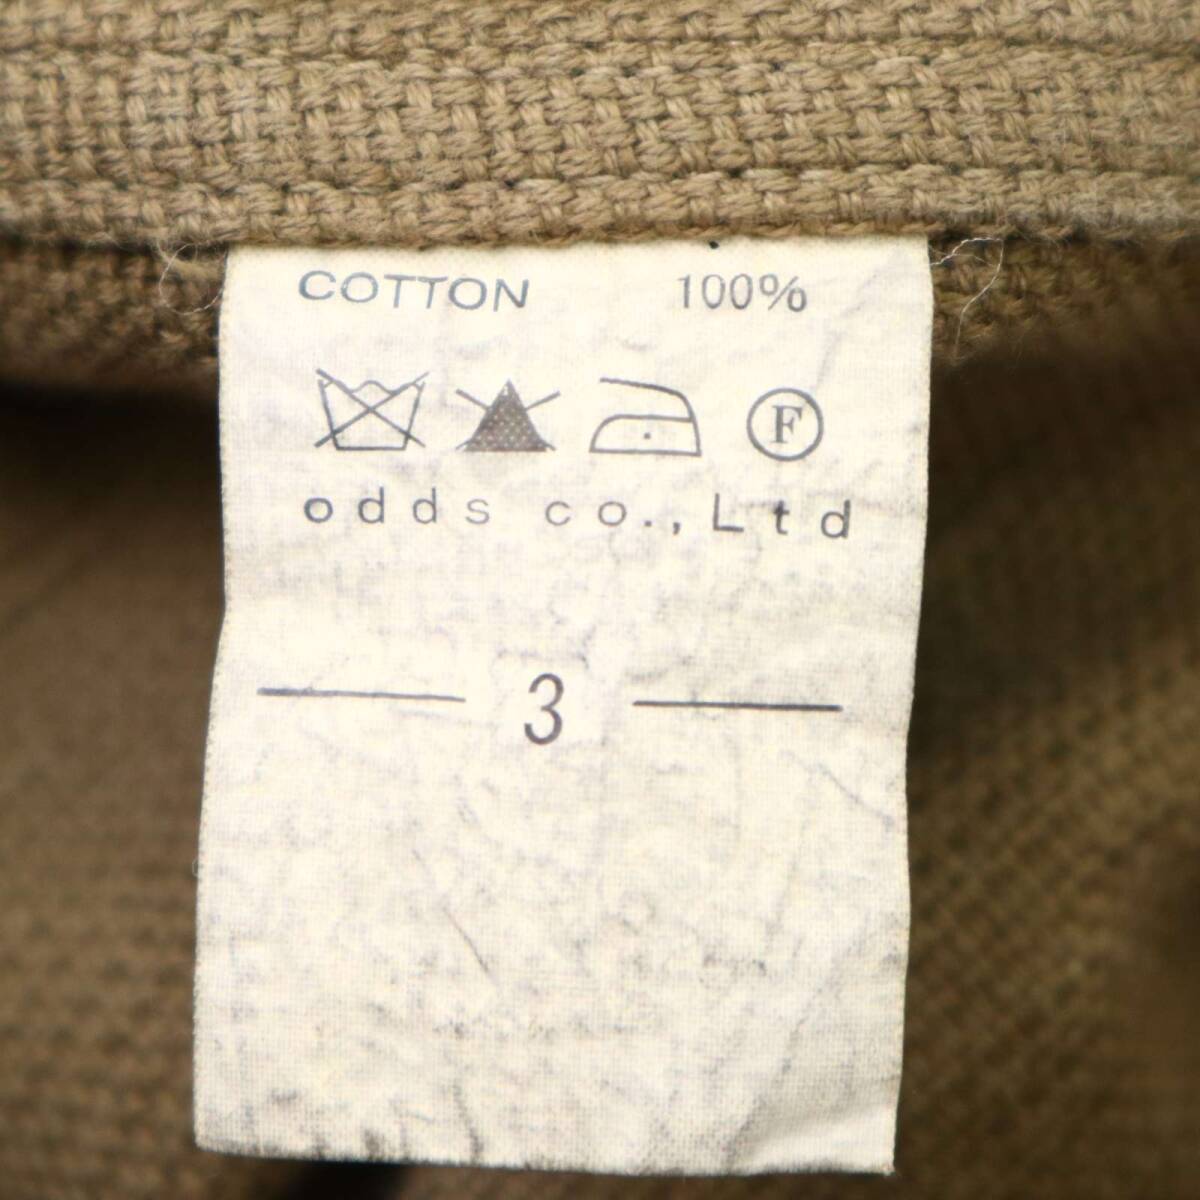 COTTON 100%
F
odds co., Ltd
3